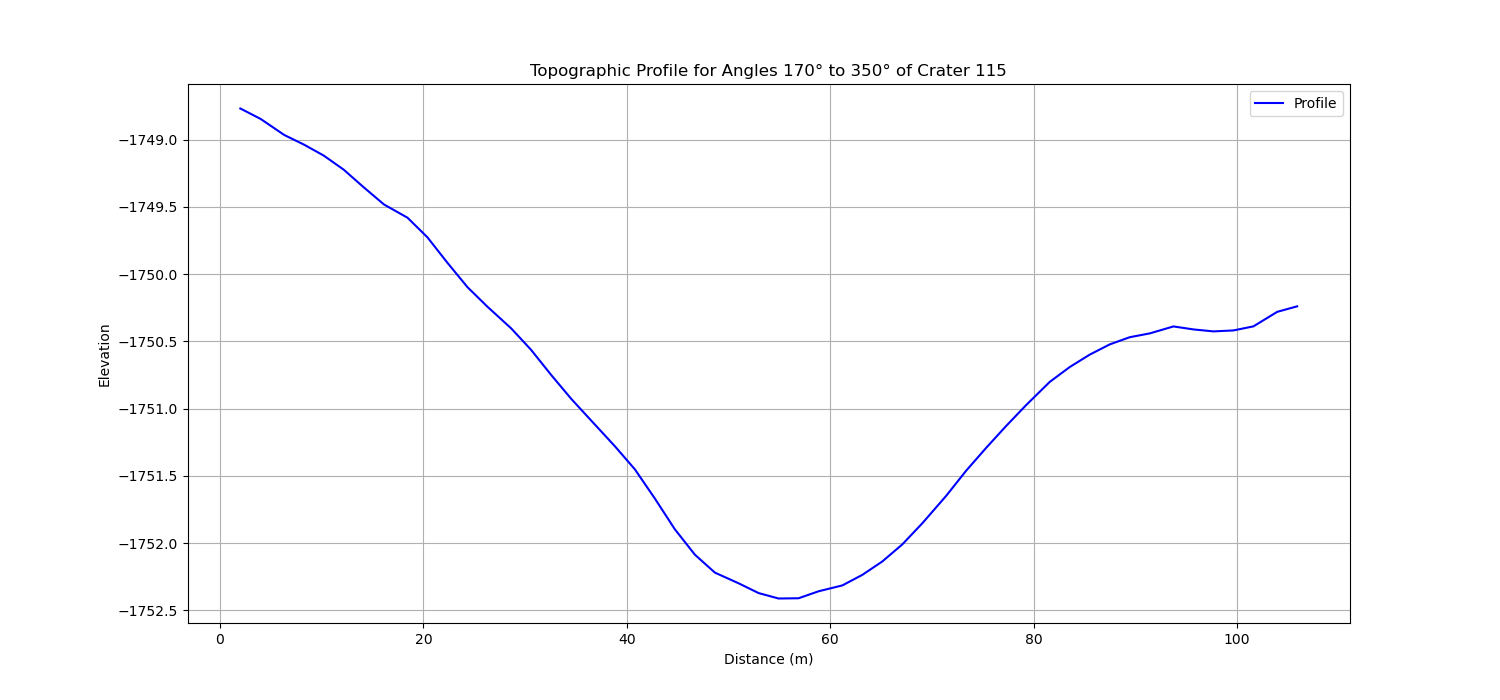 Topographic Profile for Angles 170° to 350° of Crater 115
Profile
Elevation
−1749.0
−1749.5
−1750.0
−1750.5
−1751.0
−1751.5
−1752.0
−1752.5
0 20 40 60 80 100
Distance (m)